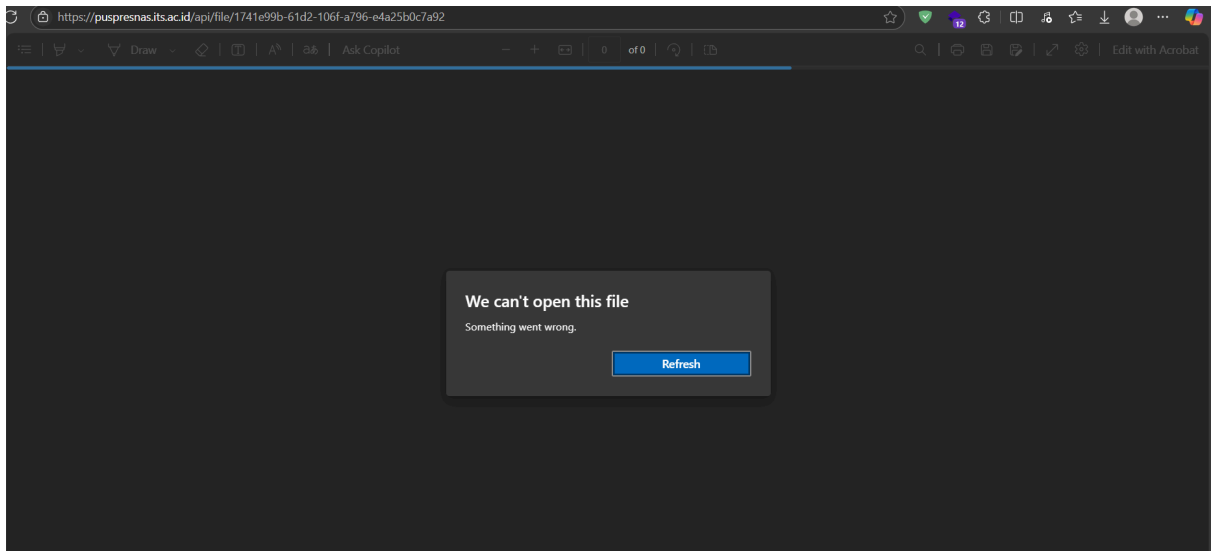 https://puspresnas.its.ac.id/api/file/1741e99b-61d2-106f-a796-e4a25b0c7a92
12
Draw
Ask Copilot
0 of 0
Edit with Acrobat
We can't open this file
Something went wrong.
Refresh